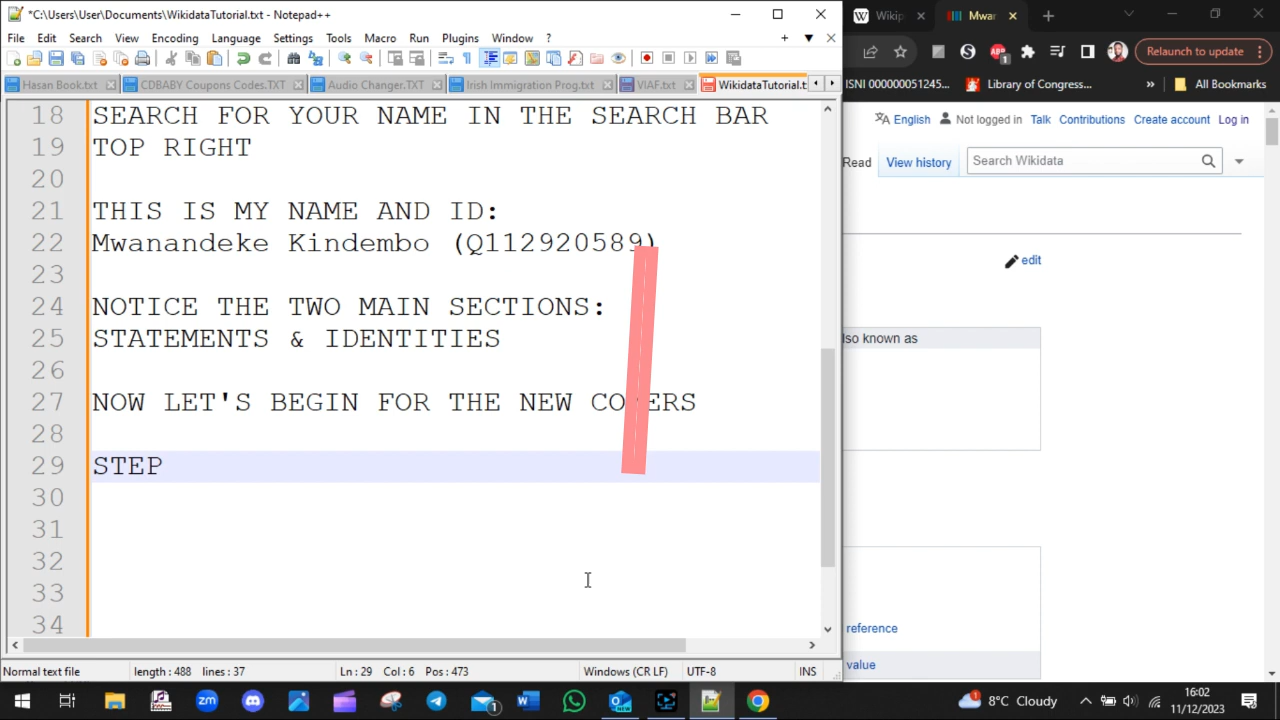 *C:\Users\User\Documents\WikidataTutorial.txt - Notepad++
File Edit Search View Encoding Language Settings Tools Macro Run Plugins Window ?
Hasan Book.txt CDBABY Coupons Codes.TXT Audio Changer.TXT Irish Immigration Prog.txt VIAF.txt WikidataTutorial.t
18 SEARCH FOR YOUR NAME IN THE SEARCH BAR
19 TOP RIGHT
20
21 THIS IS MY NAME AND ID:
22 Mwanandeke Kindembo (Q112920589)
23
24 NOTICE THE TWO MAIN SECTIONS:
25 STATEMENTS & IDENTITIES
26
27 NOW LET'S BEGIN FOR THE NEW COMERS
28
29 STEP
30
31
32
33
34
Normal text file length : 488 lines : 37 Ln : 29 Col : 6 Pos : 473 Windows (CR LF) UTF-8 INS
Wikip Mwar
Relaunch to update
ISNI 0000000051245... Library of Congress... » All Bookmarks
English Not logged in Talk Contributions Create account Log in
Read View history Search Wikidata
edit
lso known as
reference
value
8°C Cloudy
16:02
11/12/2023